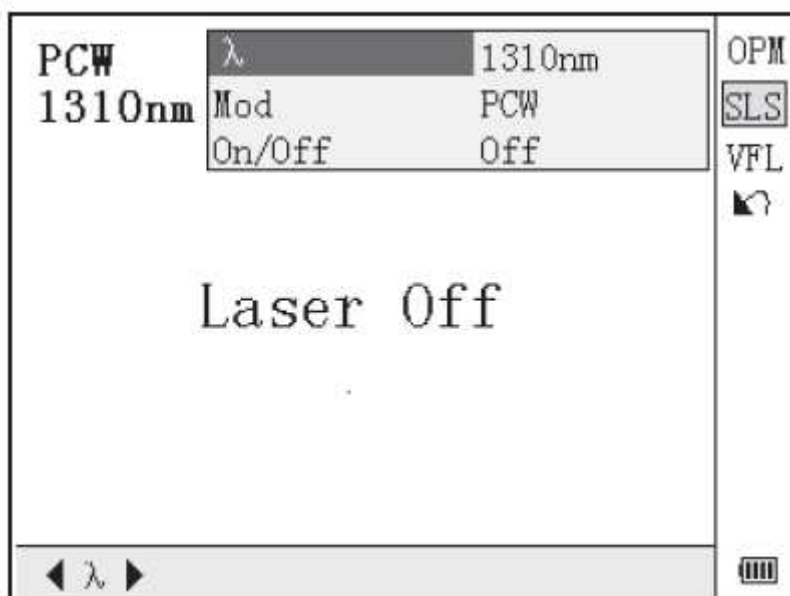 PCW
1310nm
λ 1310nm
Mod PCW
On/Off Off
OPM
SLS
VFL
Laser Off
λ